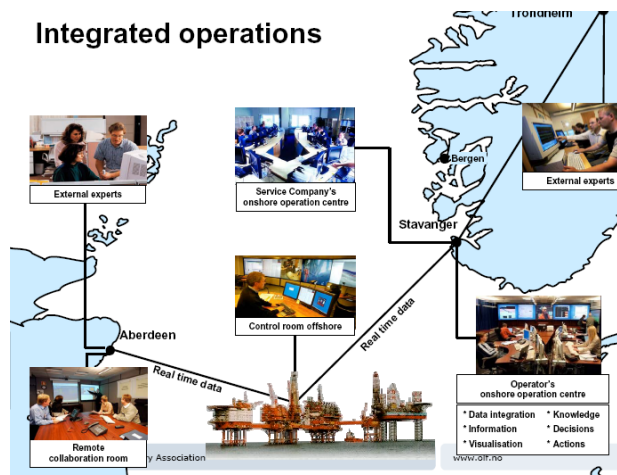 Integrated operations
Trondheim
External experts
Service Company's
onshore operation centre
Bergen
External experts
Stavanger
Control room offshore
Aberdeen
Real time data
Real time data
Operator's
onshore operation centre
* Data integration * Knowledge
* Information * Decisions
* Visualisation * Actions
Remote
collaboration room
ry Association
www.olf.no